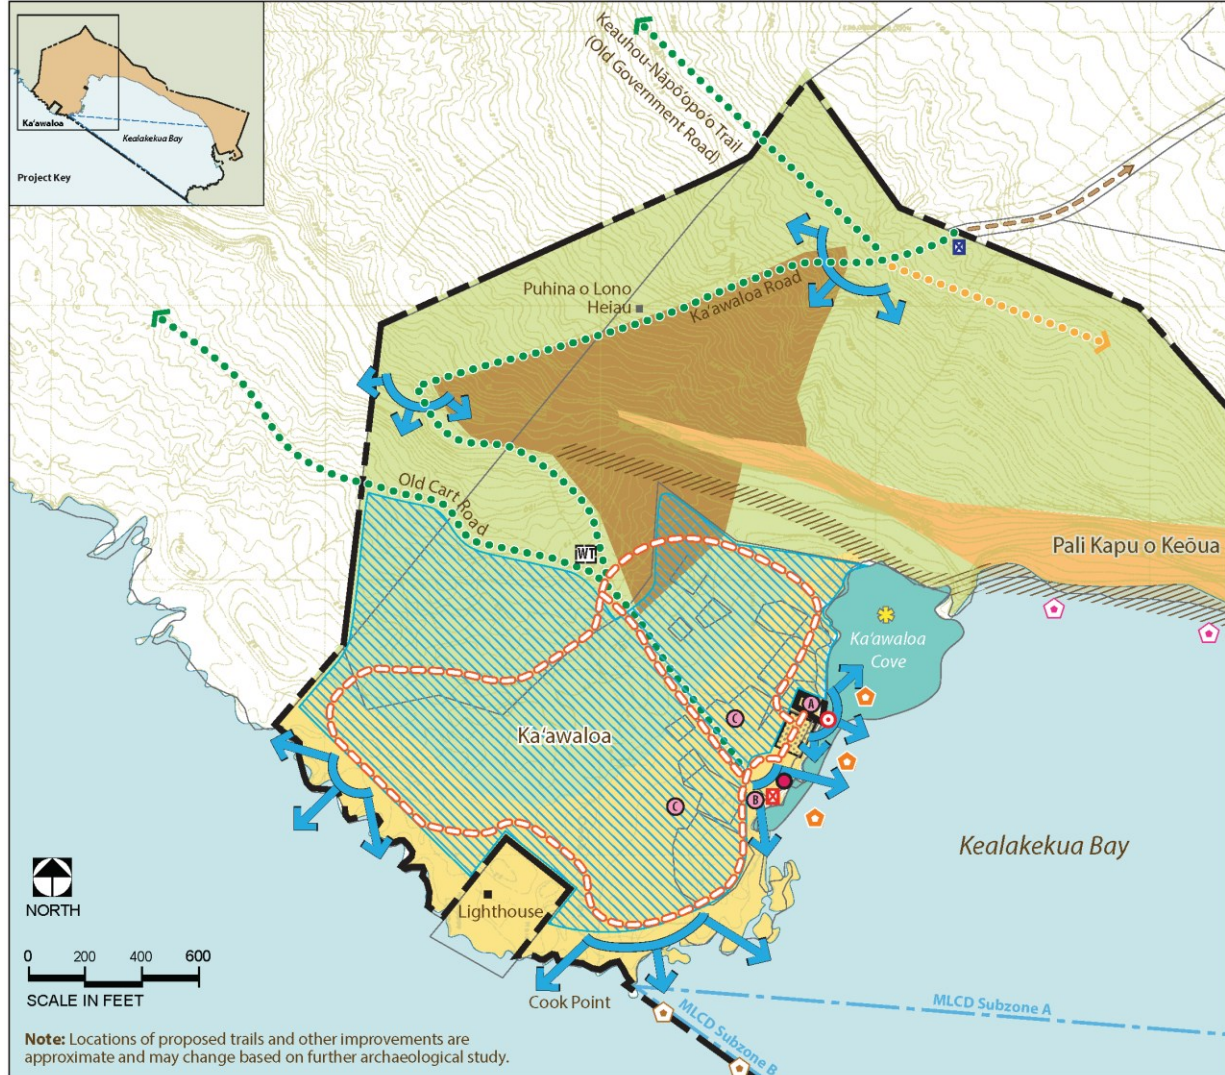 Ka'awaloa
Kealakekua Bay
Project Key
Keauhou-Nāpō'opo'o Trail
(Old Government Road)
Puhina o Lono
Heiau
Ka'awaloa Road
Old Cart Road
WT
Pali Kapu o Keōua
Ka'awaloa
Cove
A
C
Ka'awaloa
B
C
Kealakekua Bay
NORTH
Lighthouse
0 200 400 600
SCALE IN FEET
Cook Point
MLCD Subzone A
MLCD Subzone B
Note: Locations of proposed trails and other improvements are
approximate and may change based on further archaeological study.